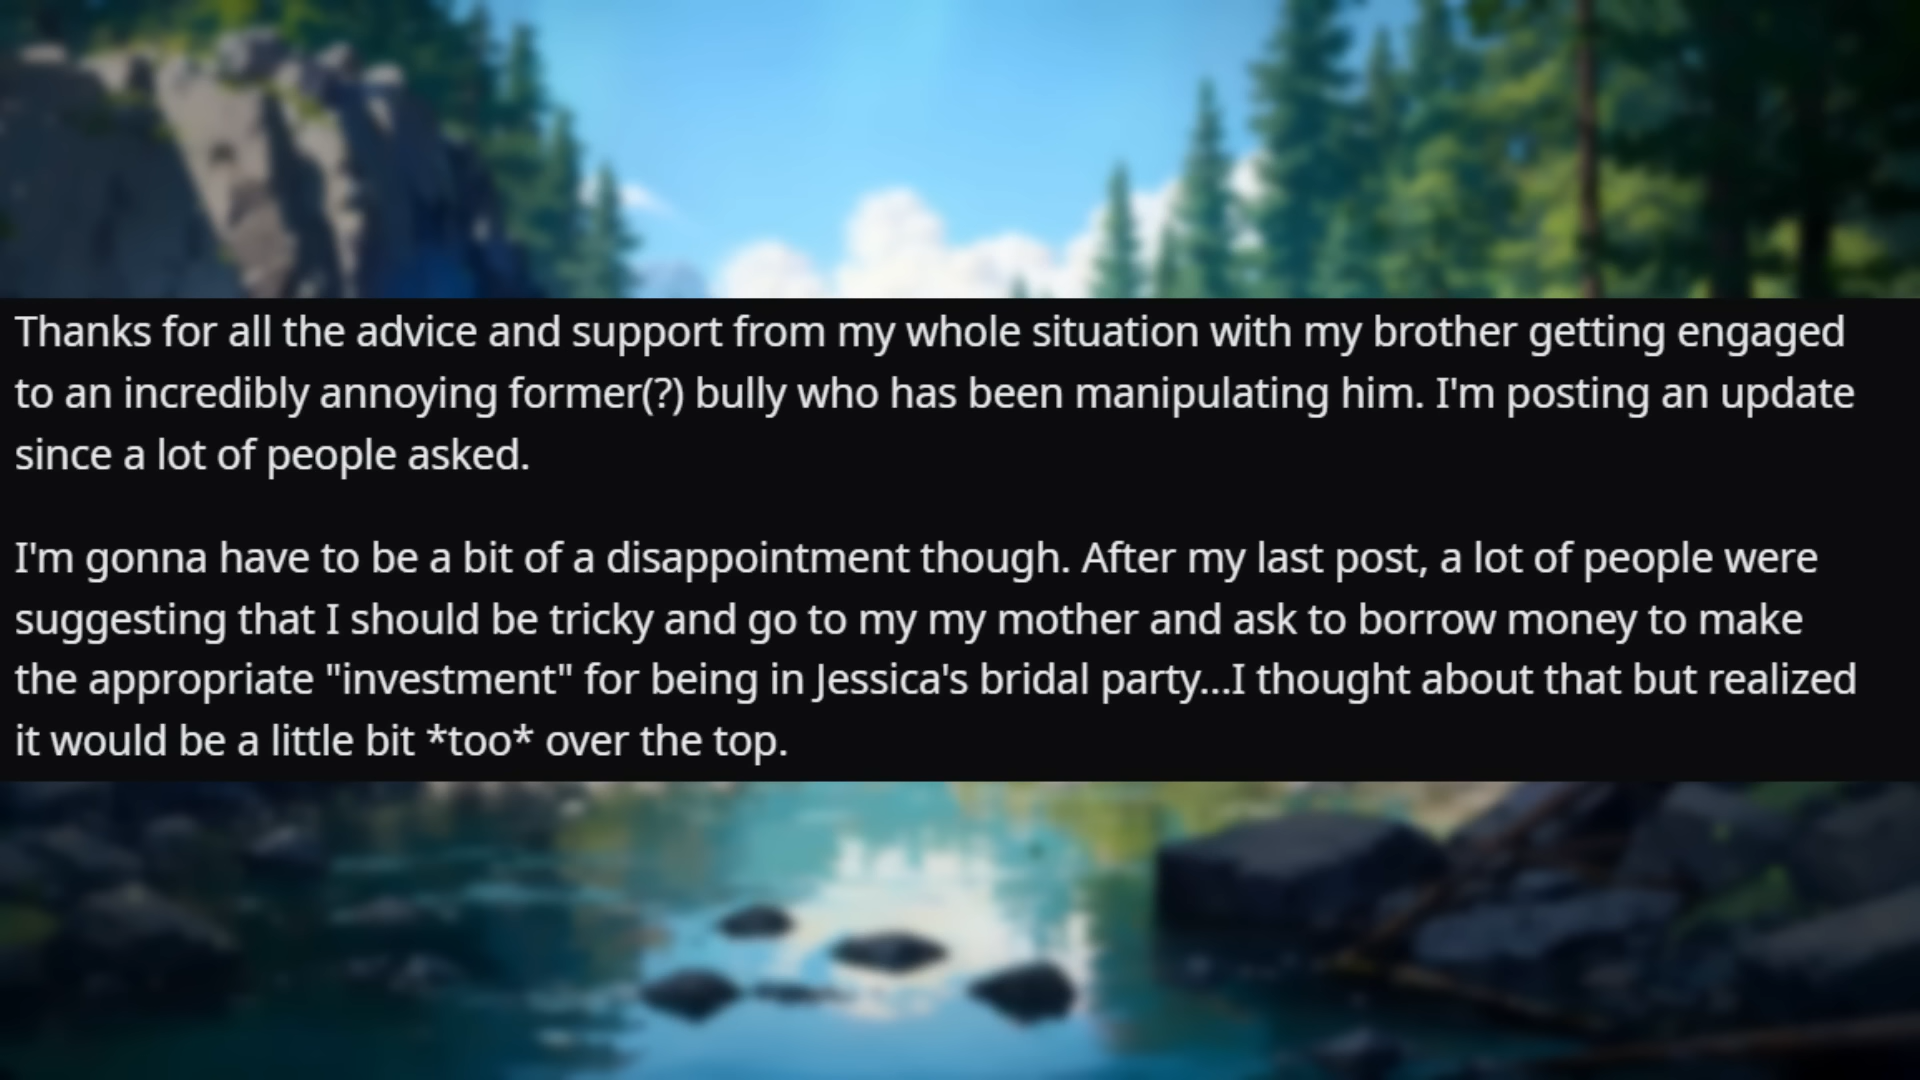 Thanks for all the advice and support from my whole situation with my brother getting engaged
to an incredibly annoying former(?) bully who has been manipulating him. I'm posting an update
since a lot of people asked.
I'm gonna have to be a bit of a disappointment though. After my last post, a lot of people were
suggesting that I should be tricky and go to my my mother and ask to borrow money to make
the appropriate "investment" for being in Jessica's bridal party...I thought about that but realized
it would be a little bit *too* over the top.